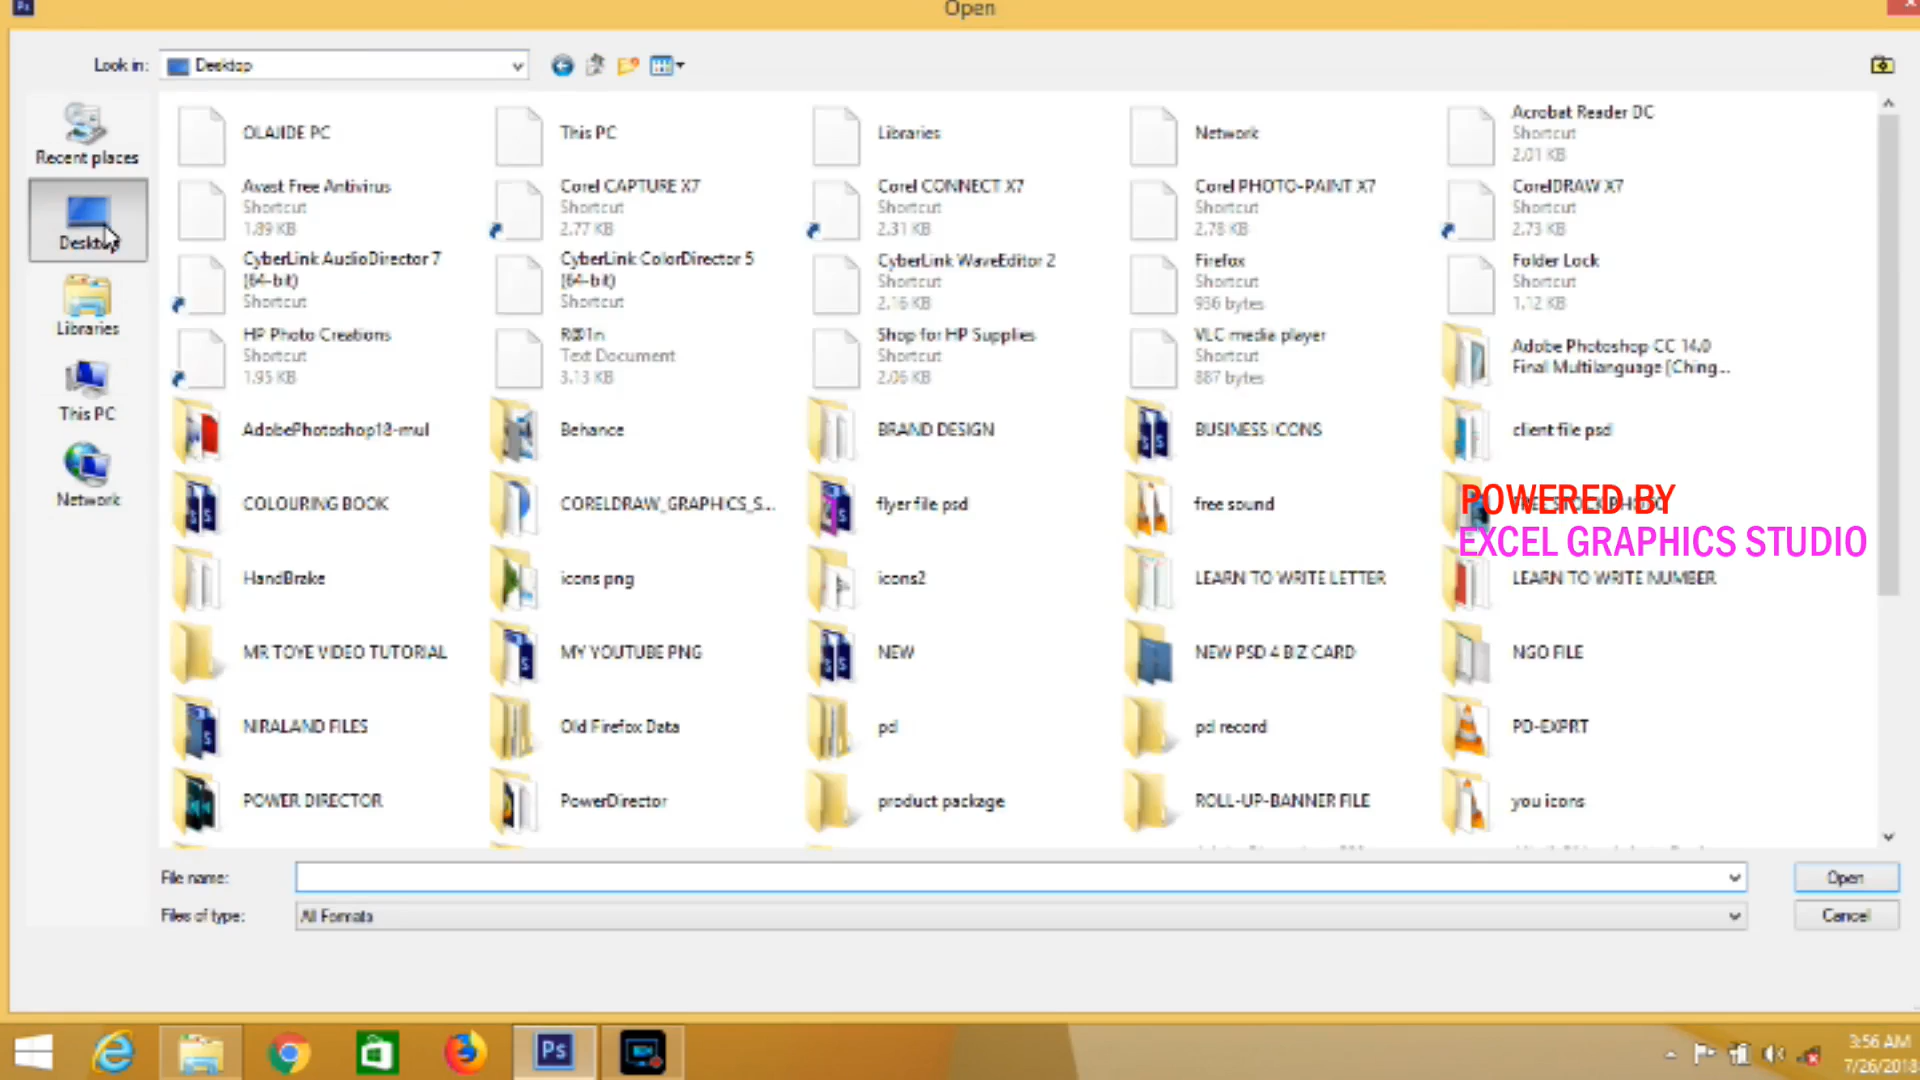 Open
Look in:
Desktop
Recent places
Desktop
Libraries
This PC
Network
OLAJIDE PC
This PC
Libraries
Network
Acrobat Reader DC
Shortcut
2.01 KB
Avast Free Antivirus
Shortcut
1.89 KB
Corel CAPTURE X7
Shortcut
2.77 KB
Corel CONNECT X7
Shortcut
2.31 KB
Corel PHOTO-PAINT X7
Shortcut
2.78 KB
CorelDRAW X7
Shortcut
2.73 KB
CyberLink AudioDirector 7
(64-bit)
Shortcut
CyberLink ColorDirector 5
(64-bit)
Shortcut
CyberLink WaveEditor 2
Shortcut
2.16 KB
Firefox
Shortcut
936 bytes
Folder Lock
Shortcut
1.12 KB
HP Photo Creations
Shortcut
1.95 KB
R@1n
Text Document
3.13 KB
Shop for HP Supplies
Shortcut
2.06 KB
VLC media player
Shortcut
887 bytes
Adobe Photoshop CC 14.0
Final Multilanguage [Ching...
AdobePhotoshop18-mul
Behance
BRAND DESIGN
BUSINESS ICONS
client file psd
COLOURING BOOK
CORELDRAW_GRAPHICS_S...
flyer file psd
free sound
FREE STOCK PHOTO
POWERED BY
EXCEL GRAPHICS STUDIO
HandBrake
icons png
icons2
LEARN TO WRITE LETTER
LEARN TO WRITE NUMBER
MR TOYE VIDEO TUTORIAL
MY YOUTUBE PNG
NEW
NEW PSD 4 BIZ CARD
NGO FILE
NIRALAND FILES
Old Firefox Data
pd
pd record
PD-EXPRT
POWER DIRECTOR
PowerDirector
product package
ROLL-UP-BANNER FILE
you icons
File name:
Open
Files of type:
All Formats
Cancel
Ps
3:56 AM
7/26/2018